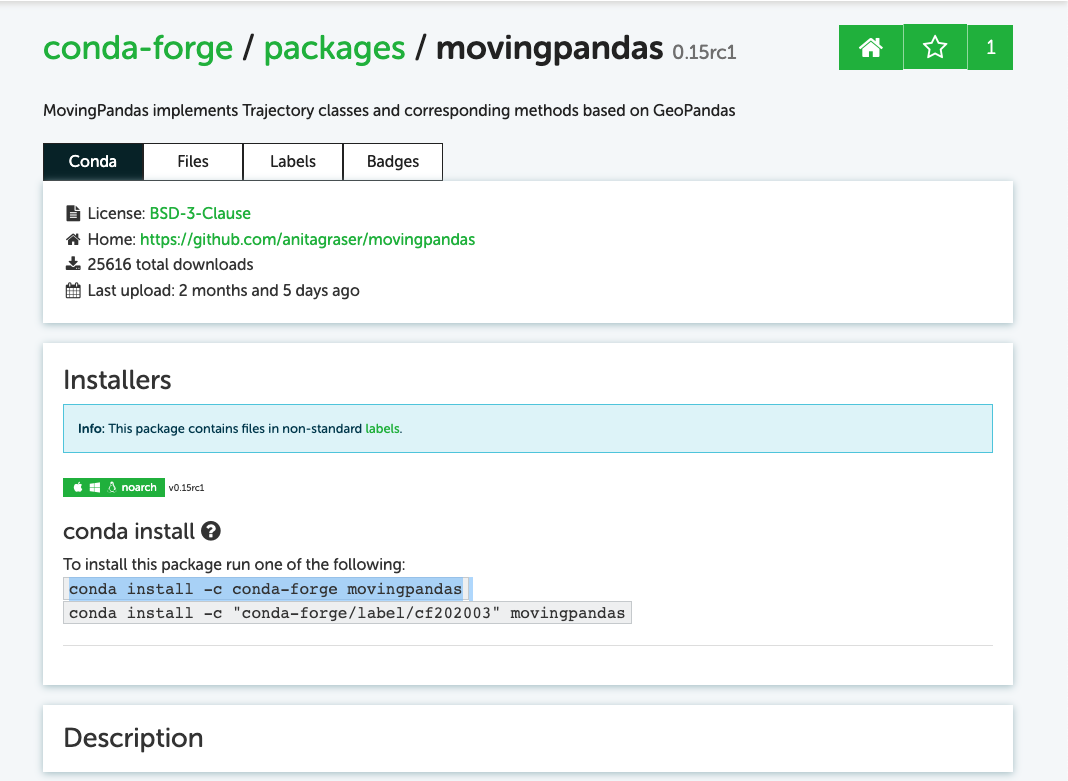 conda-forge / packages / movingpandas 0.15rc1
1
MovingPandas implements Trajectory classes and corresponding methods based on GeoPandas
Conda Files Labels Badges
License: BSD-3-Clause
Home: https://github.com/anitagraser/movingpandas
25616 total downloads
Last upload: 2 months and 5 days ago
Installers
Info: This package contains files in non-standard labels.
noarch v0.15rc1
conda install ?
To install this package run one of the following:
conda install -c conda-forge movingpandas
conda install -c "conda-forge/label/cf202003" movingpandas
Description